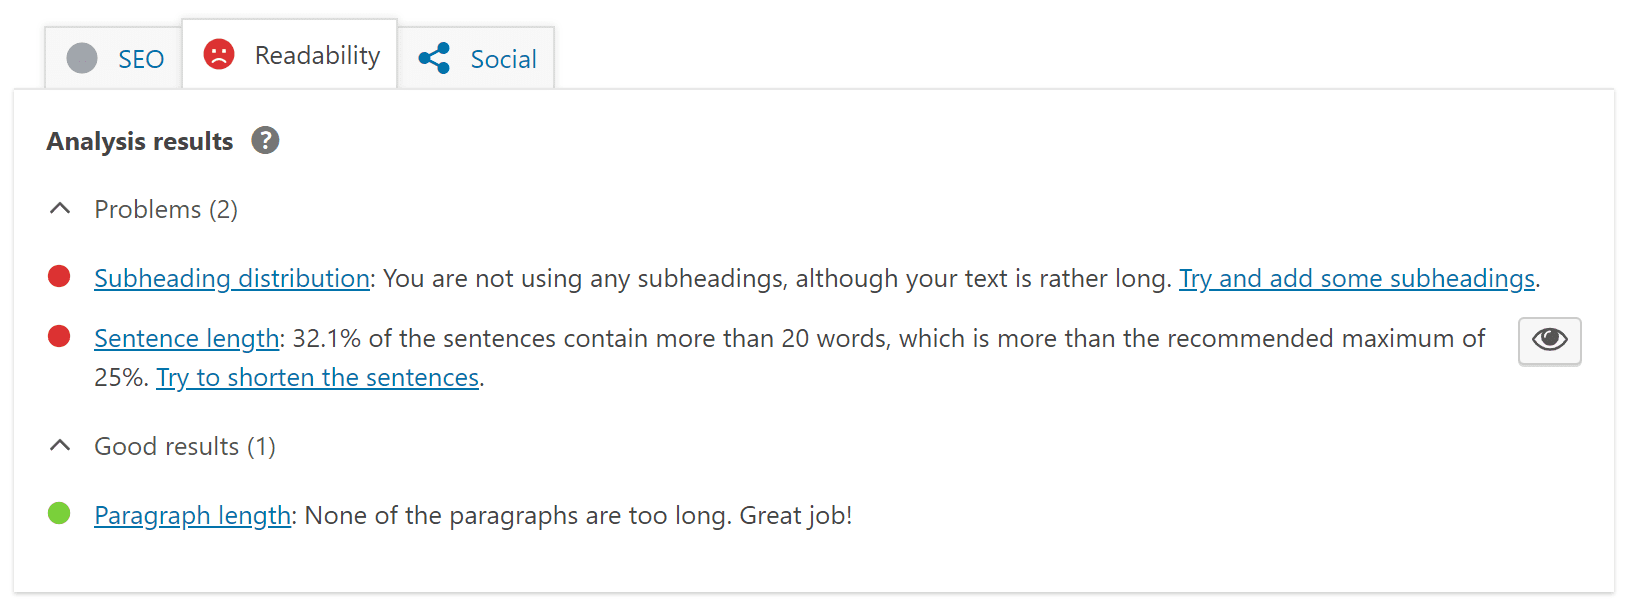 SEO Readability Social
Analysis results ?
Problems (2)
Subheading distribution: You are not using any subheadings, although your text is rather long. Try and add some subheadings.
Sentence length: 32.1% of the sentences contain more than 20 words, which is more than the recommended maximum of
25%. Try to shorten the sentences.
Good results (1)
Paragraph length: None of the paragraphs are too long. Great job!